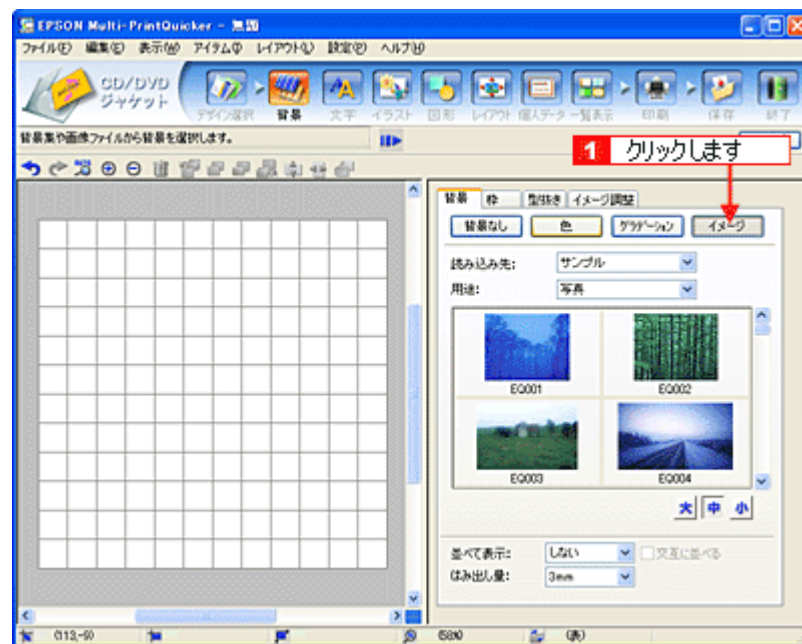 EPSON Multi-PrintQuicker - 無題
ファイル(F) 編集(E) 表示(W) アイテム(I) レイアウト(L) 設定(P) ヘルプ(H)
CD/DVD
ジャケット
デザイン選択 背景 文字 イラスト 図形 レイアウト 個人データ 一覧表示 印刷 保存 終了
背景集や画像ファイルから背景を選択します。
1 クリックします
背景 枠 型抜き イメージ調整
背景なし 色 グラデーション イメージ
読み込み先: サンプル
用途: 写真
EQ001 EQ002
EQ003 EQ004
大 中 小
並べて表示: しない 交互に並べる
はみ出し量: 3mm
(113,-9) (表)